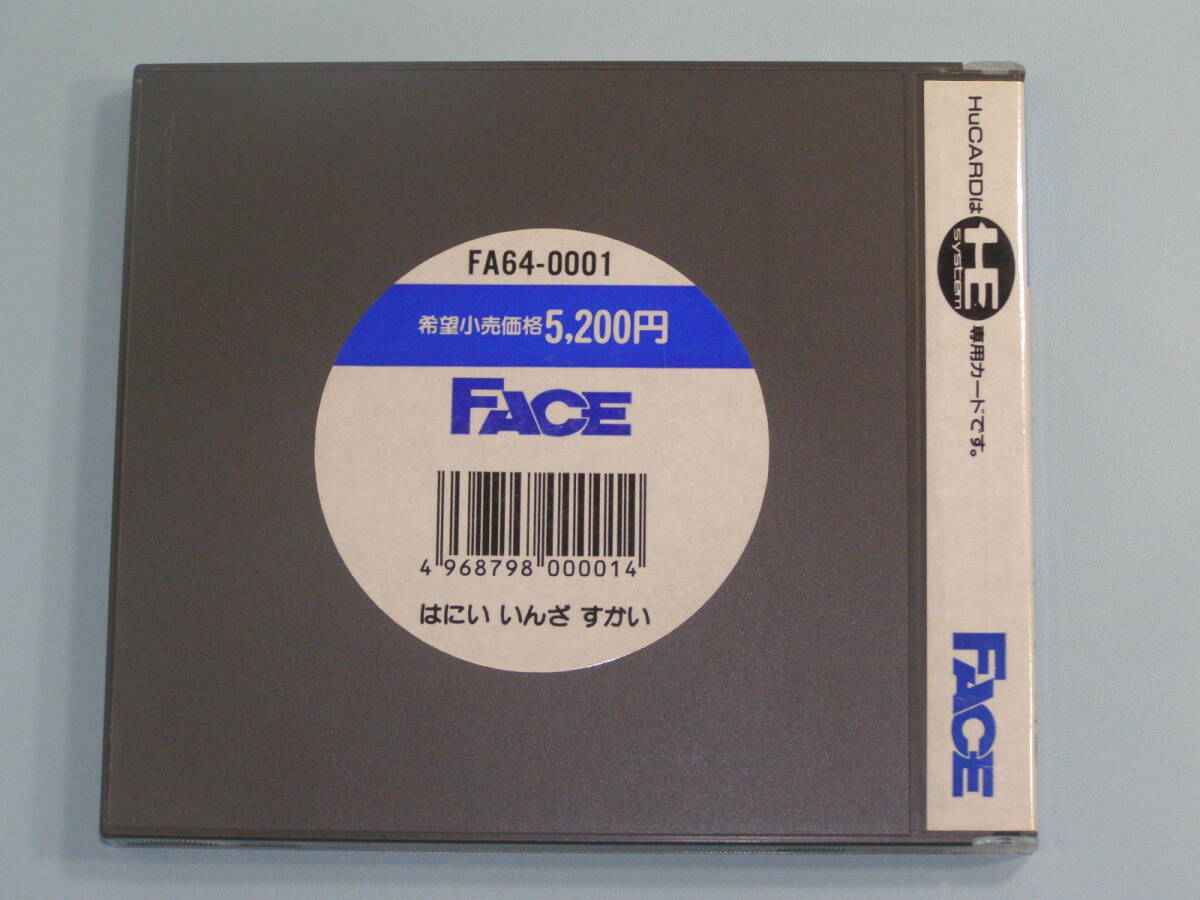 FA64-0001
希望小売価格5,200円
FACE
4 968798 000014
はにい いんざ すかい
HuCARDは HE system 専用カードです。
FACE